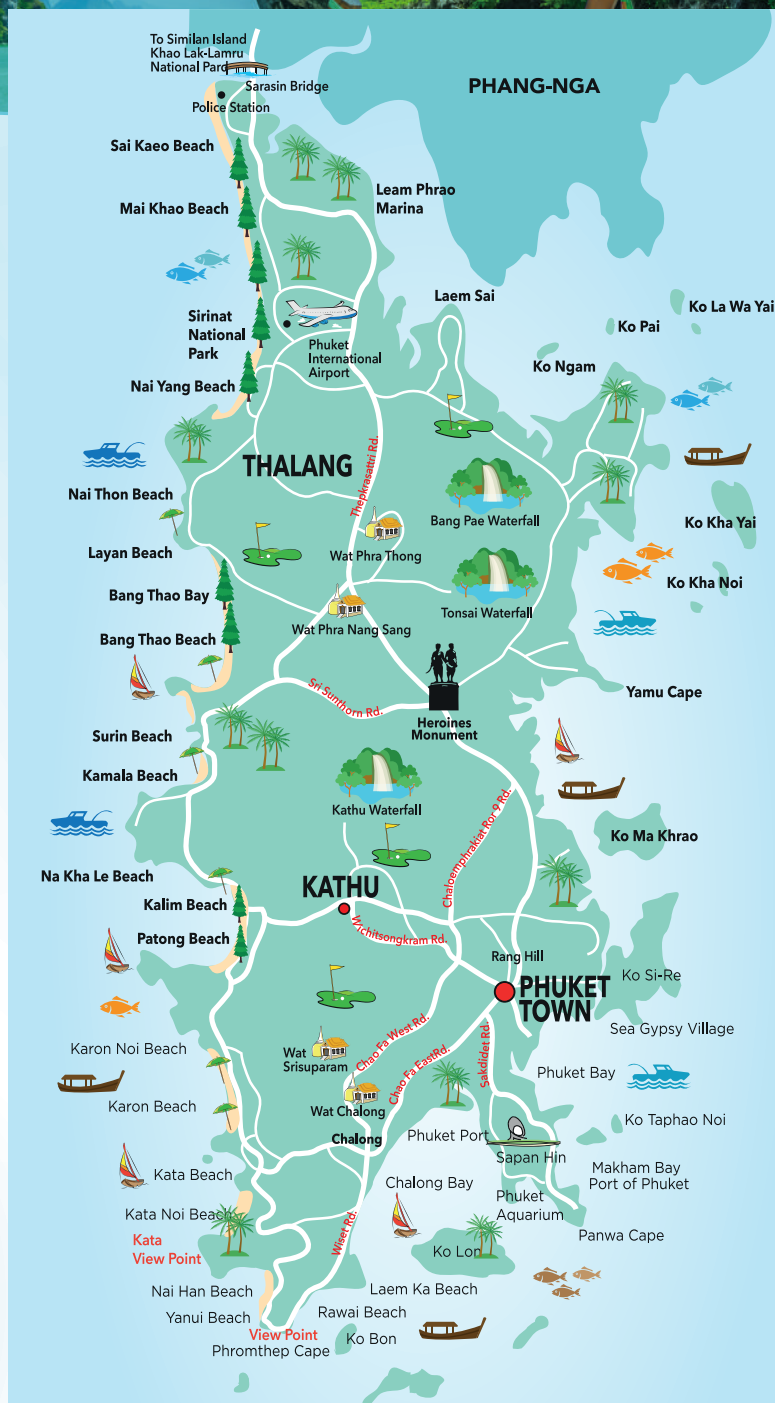 To Similan Island
Khao Lak-Lamru
National Park
Sarasin Bridge
Police Station
PHANG-NGA
Sai Kaeo Beach
Mai Khao Beach
Leam Phrao
Marina
Sirinat
National
Park
Phuket
International
Airport
Laem Sai
Ko La Wa Yai
Ko Pai
Ko Ngam
Nai Yang Beach
THALANG
Thepkrasattri Rd.
Nai Thon Beach
Bang Pae Waterfall
Ko Kha Yai
Layan Beach
Wat Phra Thong
Ko Kha Noi
Bang Thao Bay
Tonsai Waterfall
Wat Phra Nang Sang
Bang Thao Beach
Sri Sunthorn Rd.
Yamu Cape
Heroines
Monument
Surin Beach
Kamala Beach
Kathu Waterfall
Chaloemphrakiat Ror 9 Rd.
Ko Ma Khrao
Na Kha Le Beach
KATHU
Kalim Beach
Wichitsongkram Rd.
Patong Beach
Rang Hill
PHUKET
TOWN
Ko Si-Re
Sea Gypsy Village
Chao Fa West Rd.
Chao Fa EastRd.
Sakdidet Rd.
Karon Noi Beach
Wat
Srisuparam
Phuket Bay
Karon Beach
Wat Chalong
Ko Taphao Noi
Chalong
Phuket Port
Sapan Hin
Kata Beach
Makham Bay
Port of Phuket
Chalong Bay
Phuket
Aquarium
Kata Noi Beach
Panwa Cape
Kata
View Point
Wiset Rd.
Ko Lon
Nai Han Beach
Laem Ka Beach
Yanui Beach
Rawai Beach
View Point
Phromthep Cape
Ko Bon